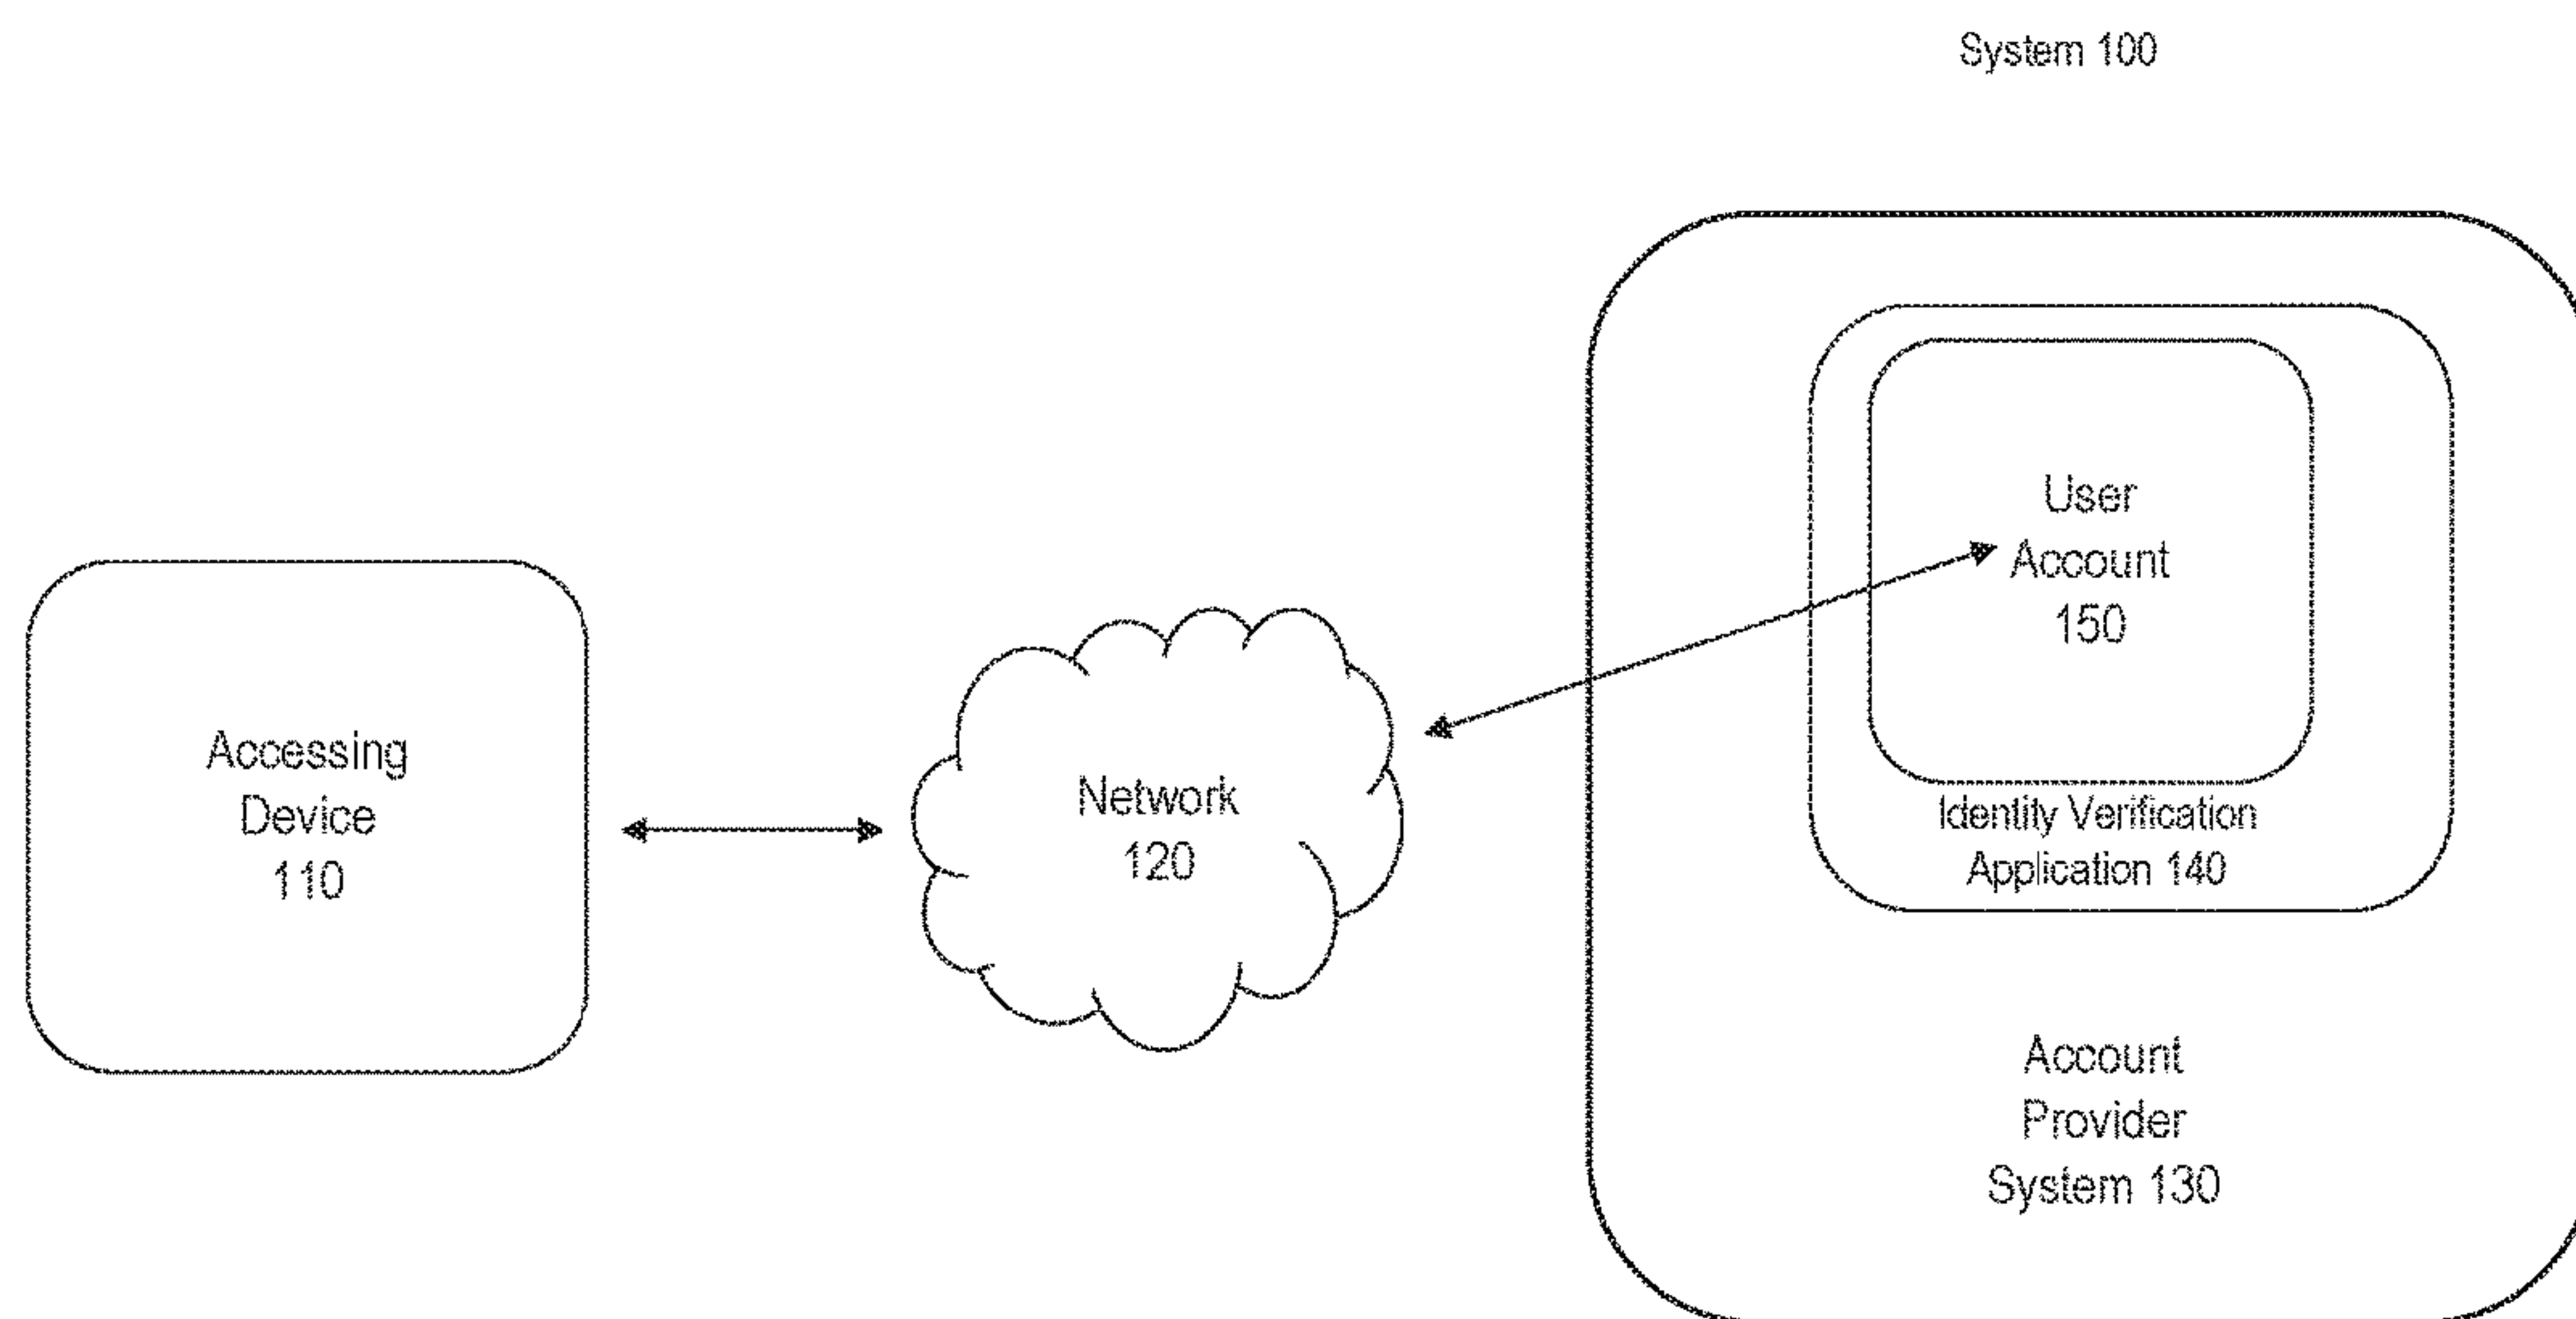 System 100
Accessing
Device
110
Network
120
User
Account
150
Identity Verification
Application 140
Account
Provider
System 130